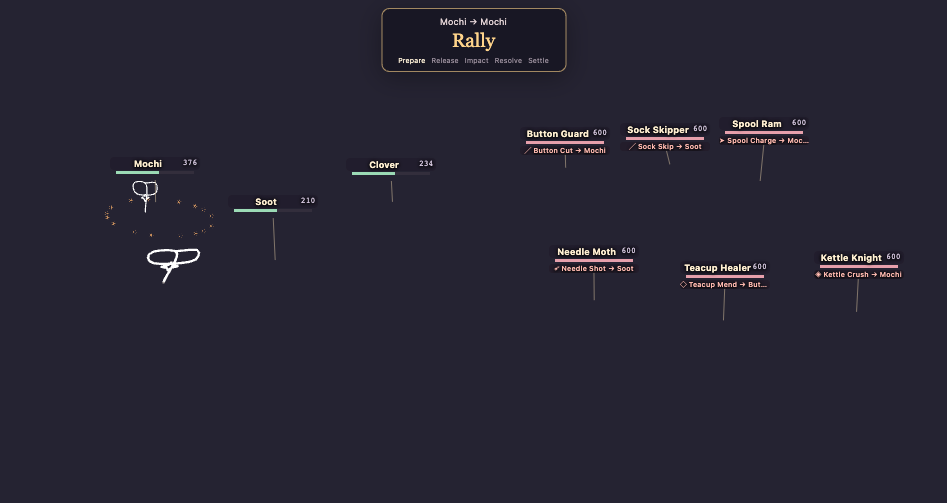 Mochi → Mochi
Rally
Prepare Release Impact Resolve Settle
Button Guard 600
Button Cut → Mochi
Sock Skipper 600
Sock Skip → Soot
Spool Ram 600
Spool Charge → Moc...
Mochi 376
Clover 234
Soot 210
Needle Moth 600
Needle Shot → Soot
Teacup Healer 600
Teacup Mend → But...
Kettle Knight 600
Kettle Crush → Mochi